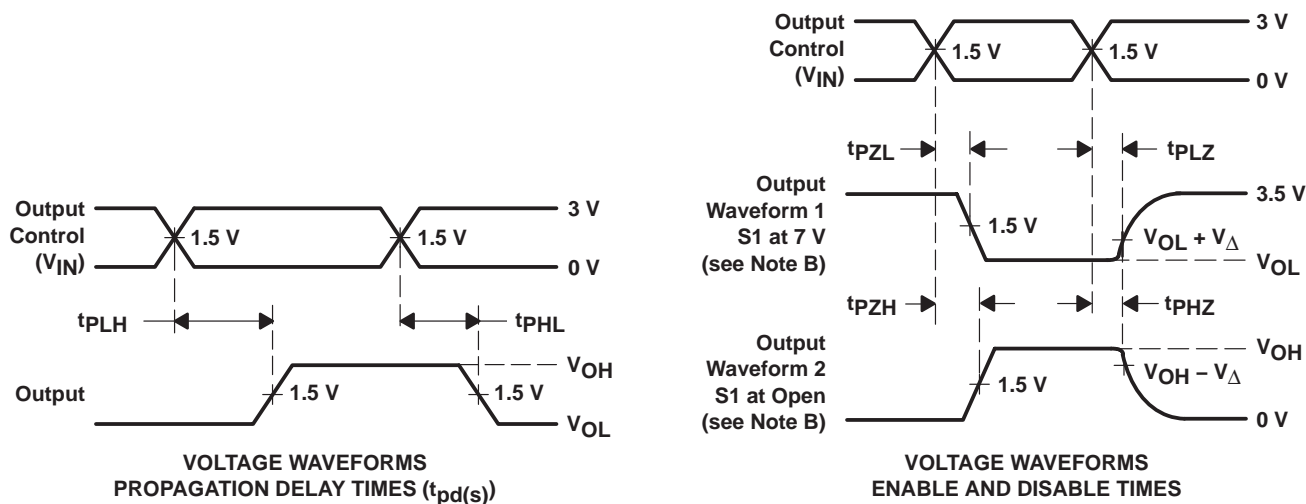 Output
Control
(VIN)
3 V
1.5 V
1.5 V
0 V
tPLH
tPHL
Output
VOH
1.5 V
1.5 V
VOL
VOLTAGE WAVEFORMS
PROPAGATION DELAY TIMES (tpd(s))
Output
Control
(VIN)
3 V
1.5 V
1.5 V
0 V
tPZL
tPLZ
Output
Waveform 1
S1 at 7 V
(see Note B)
3.5 V
1.5 V
VOL + VΔ
VOL
tPZH
tPHZ
Output
Waveform 2
S1 at Open
(see Note B)
VOH
1.5 V
VOH − VΔ
0 V
VOLTAGE WAVEFORMS
ENABLE AND DISABLE TIMES